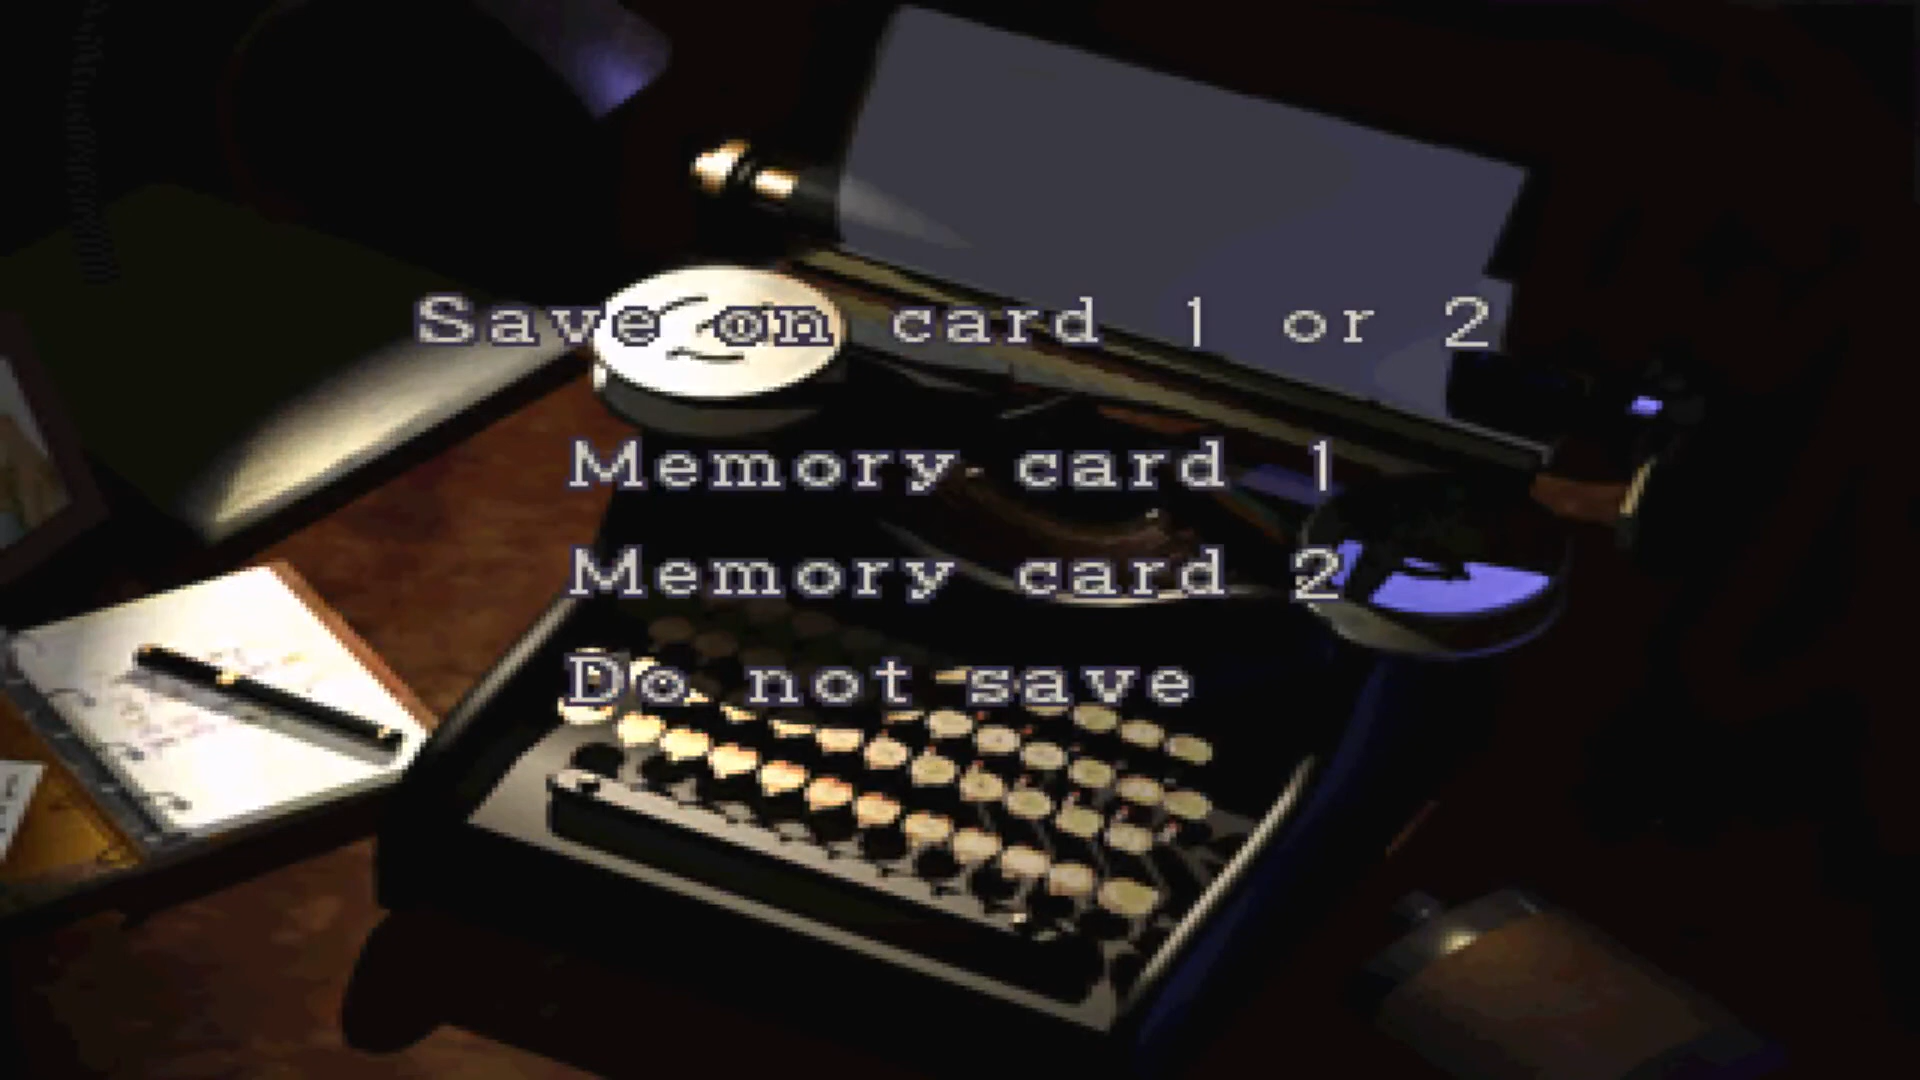 Save on card 1 or 2
Memory card 1
Memory card 2
Do not save